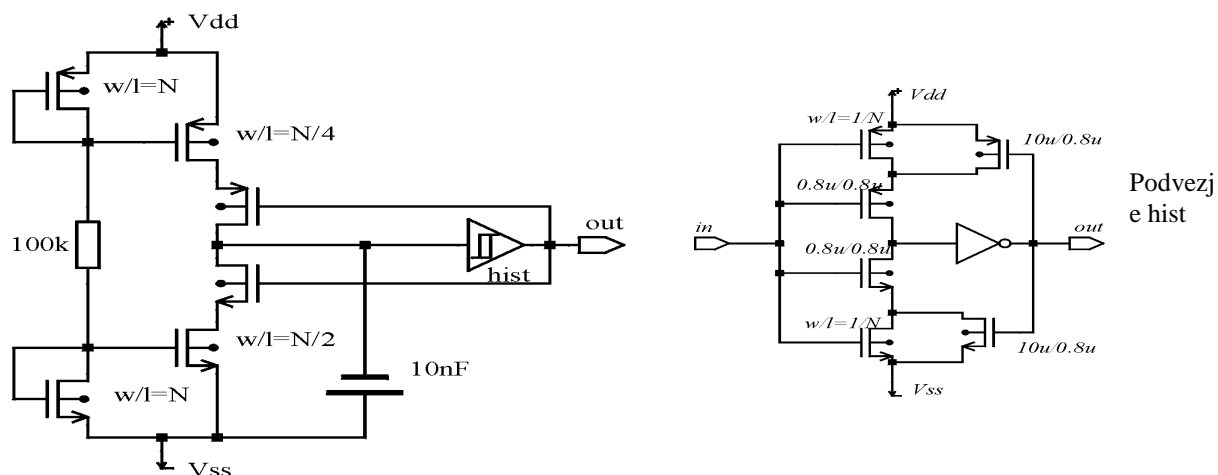 Vdd
w/l=N
w/l=N/4
100k
out
hist
w/l=N/2
10nF
w/l=N
Vss
Vdd
w/l=1/N
10u/0.8u
0.8u/0.8u
in
out
0.8u/0.8u
w/l=1/N
10u/0.8u
Vss
Podvezj
e hist